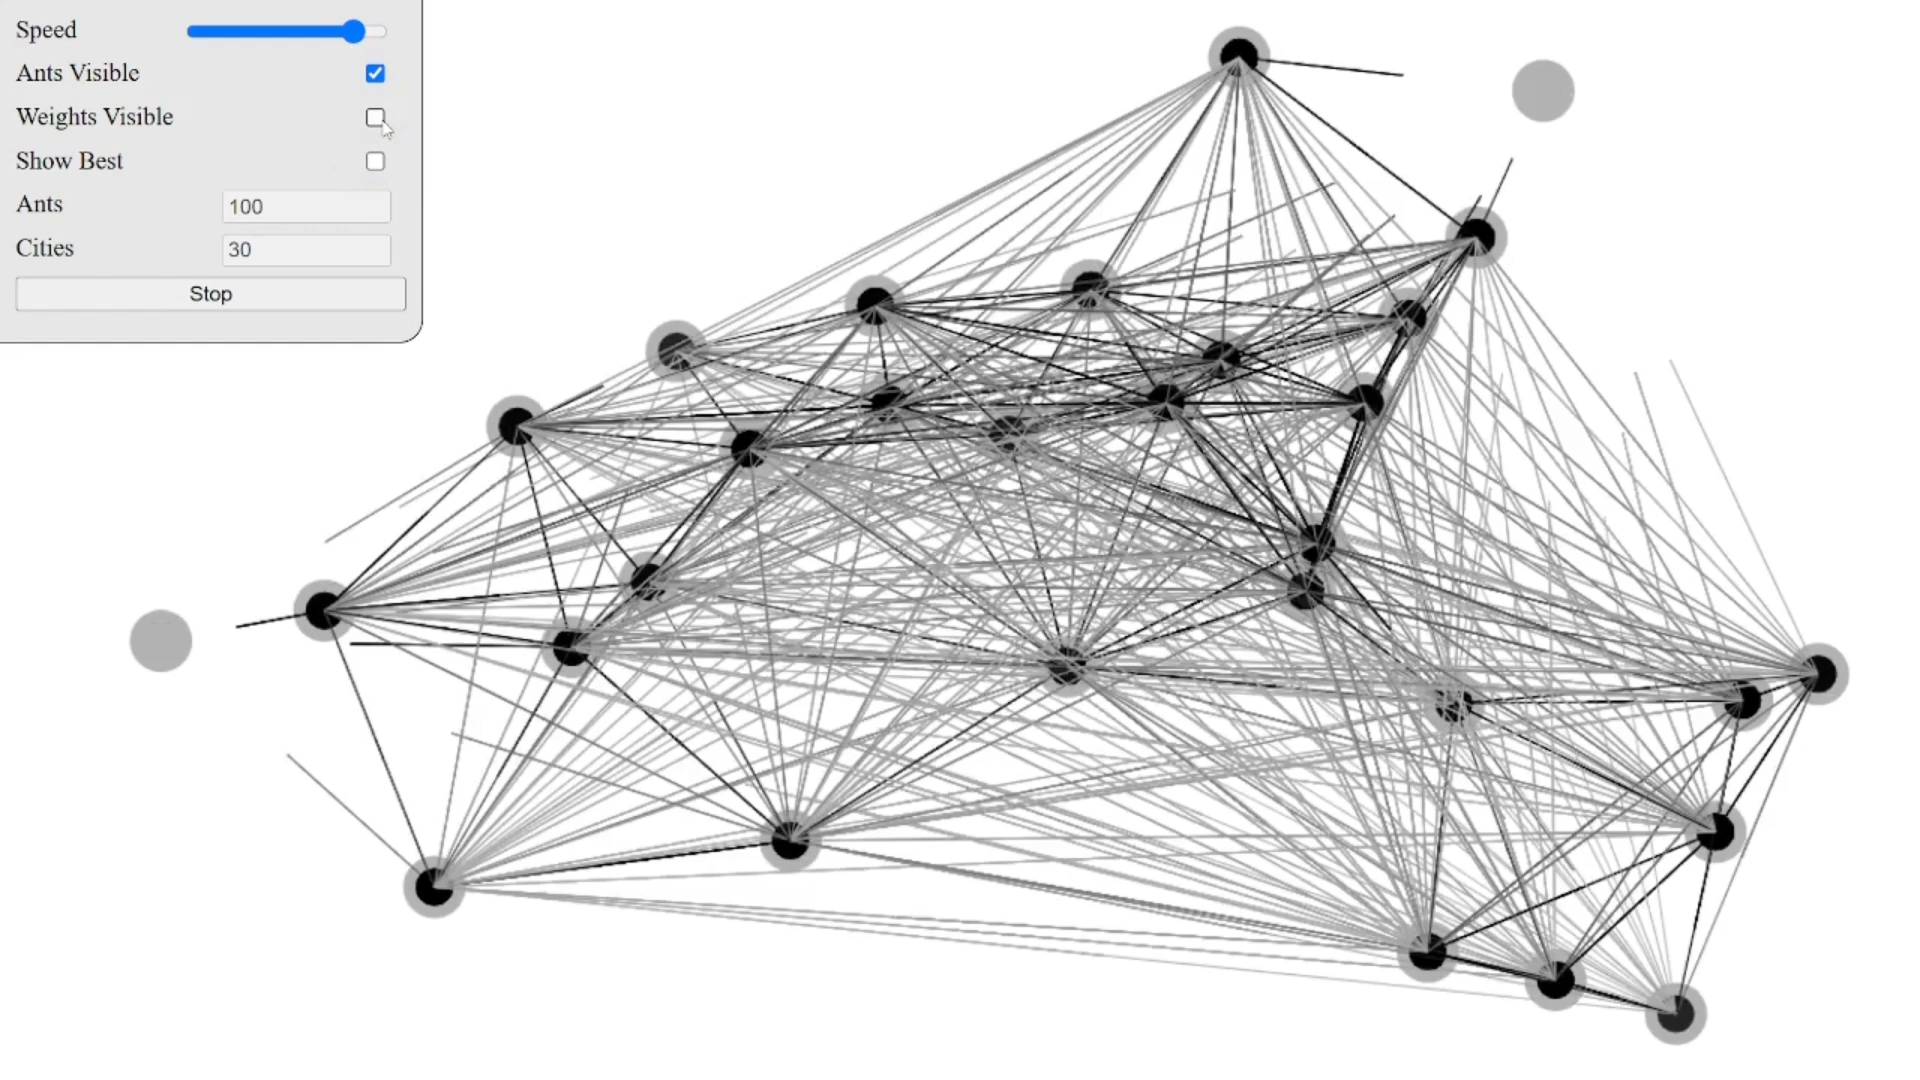 Speed
Ants Visible
Weights Visible
Show Best
Ants 100
Cities 30
Stop